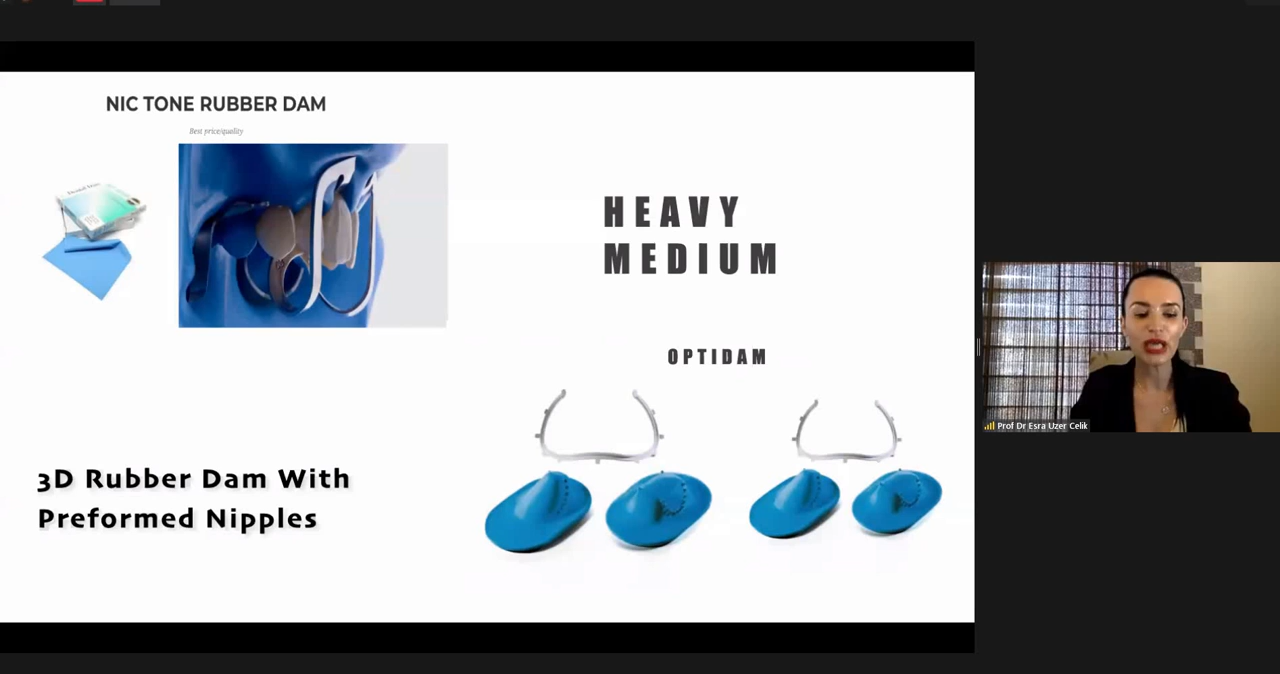 NIC TONE RUBBER DAM
Best price/quality
HEAVY
MEDIUM
OPTIDAM
3D Rubber Dam With
Preformed Nipples
Prof Dr Esra Uzer Celik